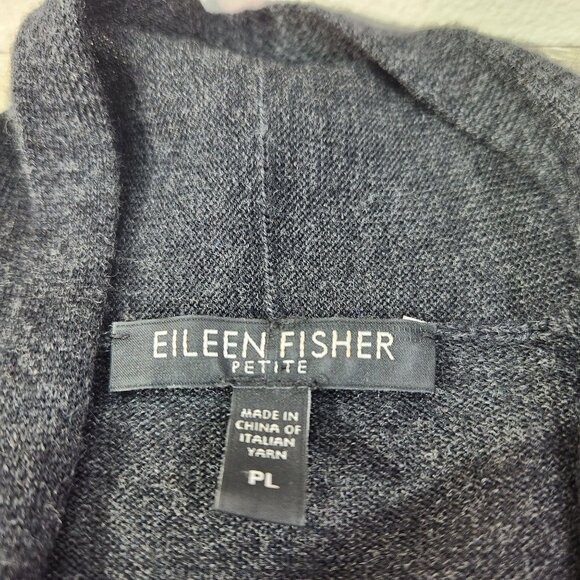 EILEEN FISHER
PETITE
MADE IN
CHINA OF
ITALIAN
YARN
PL